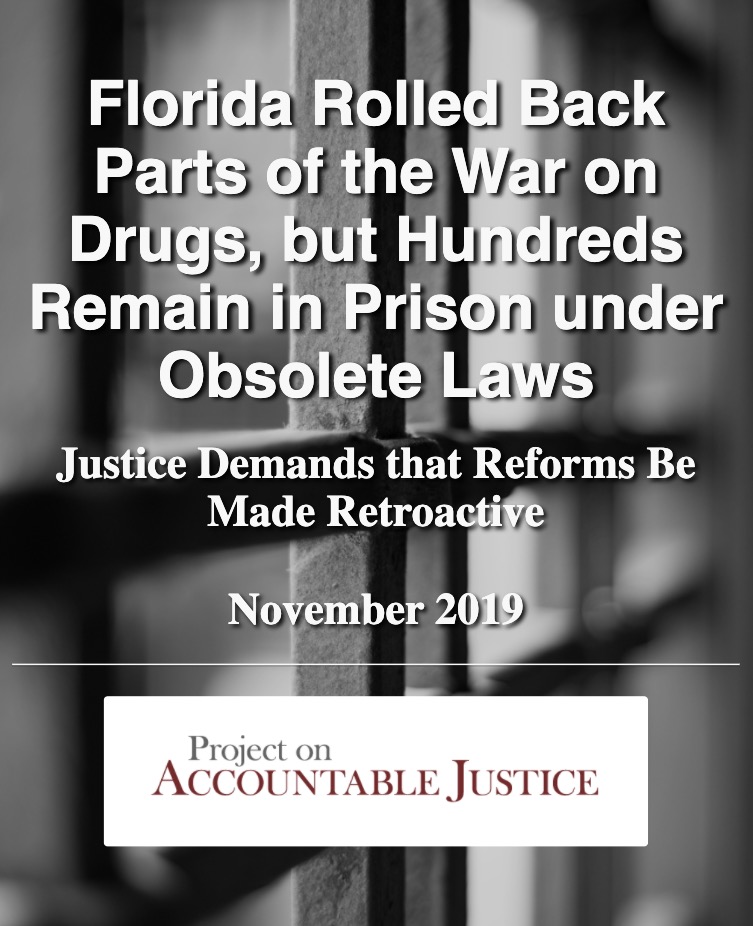 Florida Rolled Back
Parts of the War on
Drugs, but Hundreds
Remain in Prison under
Obsolete Laws
Justice Demands that Reforms Be
Made Retroactive
November 2019
Project on
ACCOUNTABLE JUSTICE